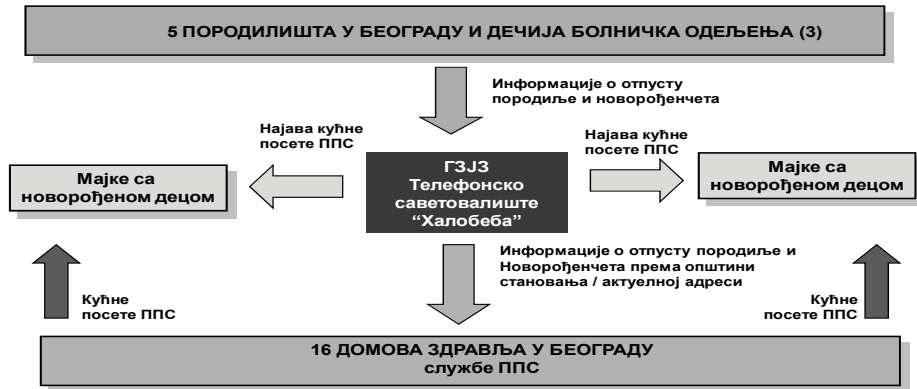 5 ПОРОДИЛИШТА У БЕОГРАДУ И ДЕЧИЈА БОЛНИЧКА ОДЕЉЕЊА (3)
Информације о отпусту
породиље и новорођенчета
Најава кућне
посете ППС
Најава кућне
посете ППС
Мајке са
новорођеном децом
ГЗЈЗ
Телефонско
саветовалиште
“Халобеба”
Мајке са
новорођеном децом
Информације о отпусту породиље и
Новорођенчета према општини
становања / актуелној адреси
Кућне
посете ППС
Кућне
посете ППС
16 ДОМОВА ЗДРАВЉА У БЕОГРАДУ
службе ППС